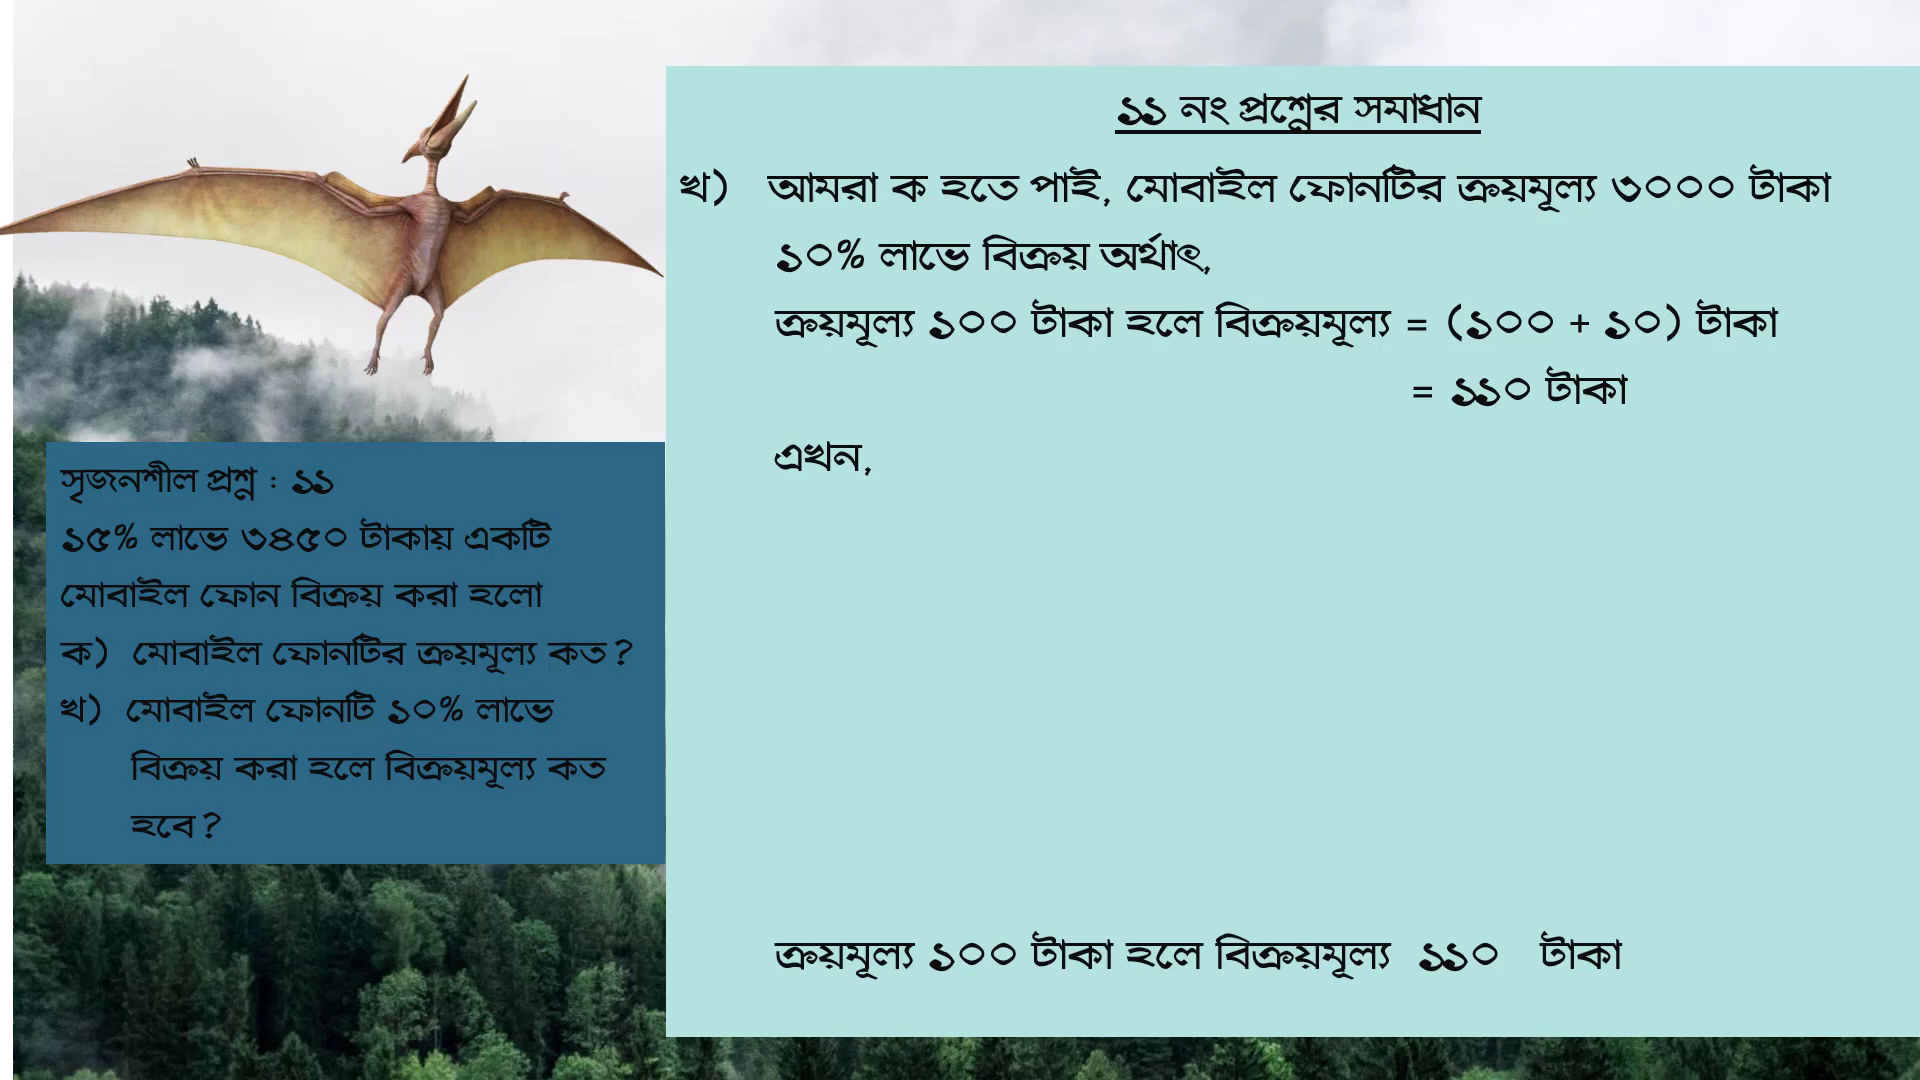 ১১ নং প্রশ্নের সমাধান
খ) আমরা ক হতে পাই, মোবাইল ফোনটির ক্রয়মূল্য ৩০০০ টাকা
১০% লাভে বিক্রয় অর্থাৎ,
ক্রয়মূল্য ১০০ টাকা হলে বিক্রয়মূল্য = (১০০ + ১০) টাকা
= ১১০ টাকা
এখন,
ক্রয়মূল্য ১০০ টাকা হলে বিক্রয়মূল্য ১১০ টাকা
সৃজনশীল প্রশ্ন : ১১
১৫% লাভে ৩৪৫০ টাকায় একটি
মোবাইল ফোন বিক্রয় করা হলো
ক) মোবাইল ফোনটির ক্রয়মূল্য কত ?
খ) মোবাইল ফোনটি ১০% লাভে
বিক্রয় করা হলে বিক্রয়মূল্য কত
হবে ?